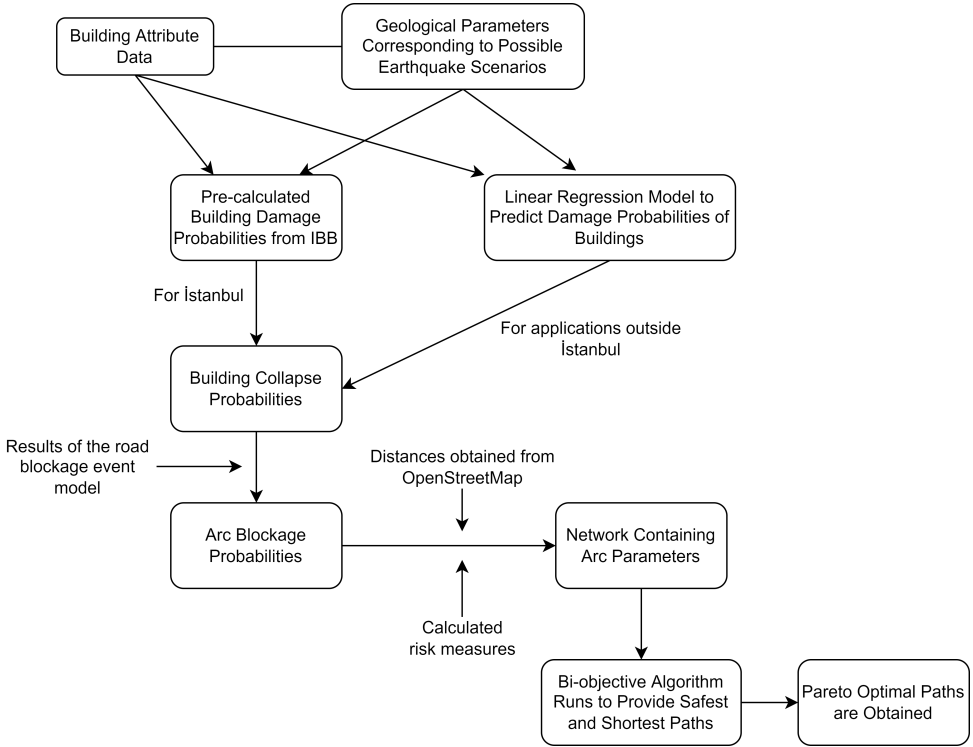 Building Attribute
Data
Geological Parameters
Corresponding to Possible
Earthquake Scenarios
Pre-calculated
Building Damage
Probabilities from IBB
Linear Regression Model to
Predict Damage Probabilities of
Buildings
For İstanbul
For applications outside
İstanbul
Building Collapse
Probabilities
Results of the road
blockage event
model
Distances obtained from
OpenStreetMap
Arc Blockage
Probabilities
Network Containing
Arc Parameters
Calculated
risk measures
Bi-objective Algorithm
Runs to Provide Safest
and Shortest Paths
Pareto Optimal Paths
are Obtained